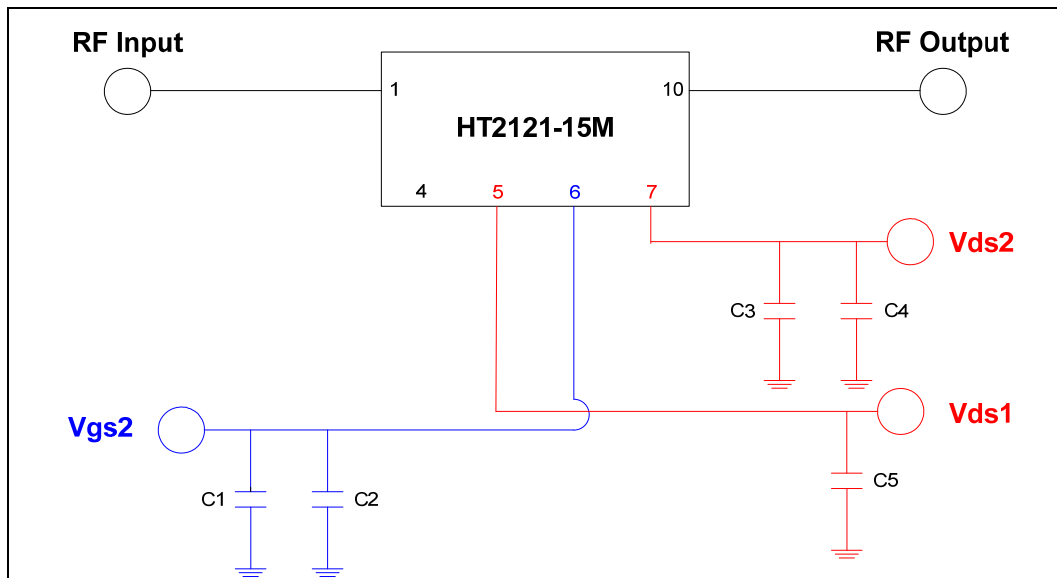 RF Input
RF Output
1
10
HT2121-15M
4
5
6
7
Vds2
C3
C4
Vgs2
Vds1
C1
C2
C5